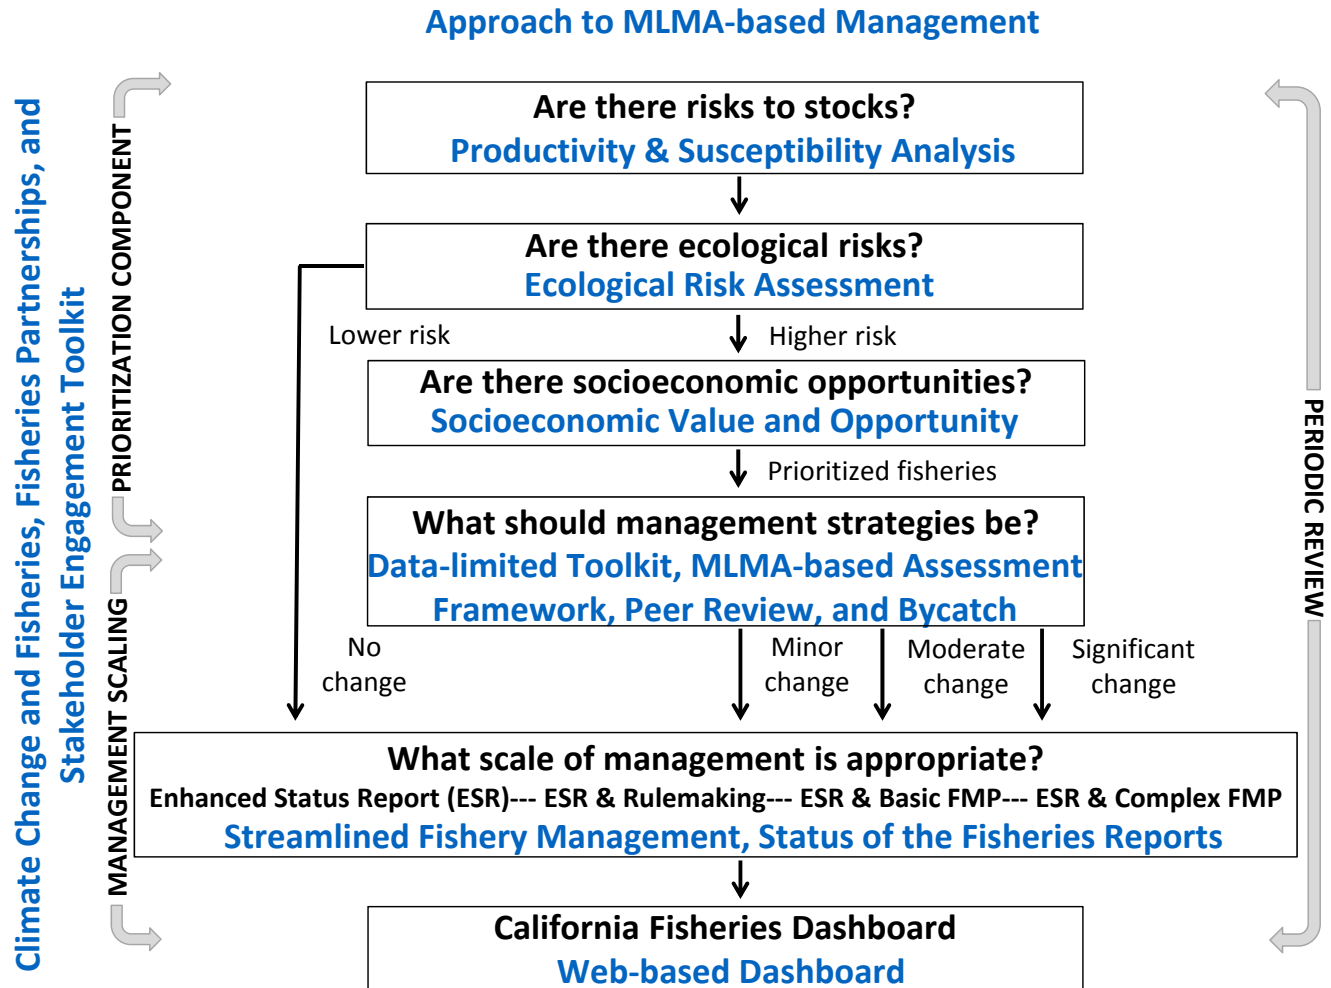 Approach to MLMA-based Management
Climate Change and Fisheries, Fisheries Partnerships, and
Stakeholder Engagement Toolkit
PRIORITIZATION COMPONENT
MANAGEMENT SCALING
Are there risks to stocks?
Productivity & Susceptibility Analysis
Are there ecological risks?
Ecological Risk Assessment
Lower risk
Higher risk
Are there socioeconomic opportunities?
Socioeconomic Value and Opportunity
Prioritized fisheries
What should management strategies be?
Data-limited Toolkit, MLMA-based Assessment
Framework, Peer Review, and Bycatch
No
change
Minor
change
Moderate
change
Significant
change
What scale of management is appropriate?
Enhanced Status Report (ESR)--- ESR & Rulemaking--- ESR & Basic FMP--- ESR & Complex FMP
Streamlined Fishery Management, Status of the Fisheries Reports
California Fisheries Dashboard
Web-based Dashboard
PERIODIC REVIEW